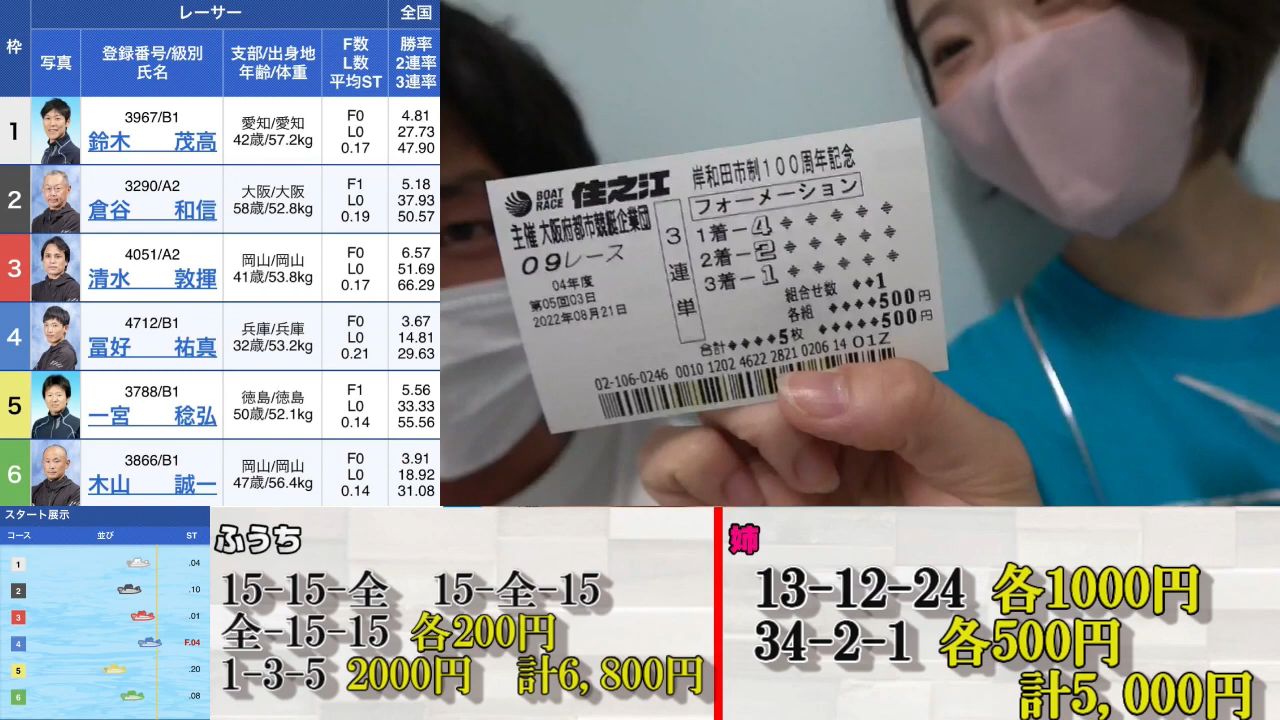 レーサー 全国
枠 写真 登録番号/級別 氏名 支部/出身地 年齢/体重 F数 L数 平均ST 勝率 2連率 3連率
1 3967/B1 鈴木 茂高 愛知/愛知 42歳/57.2kg F0 L0 0.17 4.81 27.73 47.90
2 3290/A2 倉谷 和信 大阪/大阪 58歳/52.8kg F1 L0 0.19 5.18 37.93 50.57
3 4051/A2 清水 敦揮 岡山/岡山 41歳/53.8kg F0 L0 0.17 6.57 51.69 66.29
4 4712/B1 冨好 祐真 兵庫/兵庫 32歳/53.2kg F0 L0 0.21 3.67 14.81 29.63
5 3788/B1 一宮 稔弘 徳島/徳島 50歳/52.1kg F1 L0 0.14 5.56 33.33 55.56
6 3866/B1 木山 誠一 岡山/岡山 47歳/56.4kg F0 L0 0.14 3.91 18.92 31.08
BOAT RACE 住之江
岸和田市制100周年記念
主催 大阪府都市競艇企業団
フォーメーション
09レース
3連単
1着-4
2着-2
3着-1
04年度
第05回03日
2022年08月21日
組合せ数 1
各組 500円
合計 5枚 500円
02-106-0246 0010 1202 4622 2821 0206 14 01Z
スタート展示
コース 並び ST
1 .04
2 .10
3 .01
4 F.04
5 .20
6 .08
ふうち
15-15-全 15-全-15
全-15-15 各200円
1-3-5 2000円 計6,800円
姉
13-12-24 各1000円
34-2-1 各500円
計5,000円